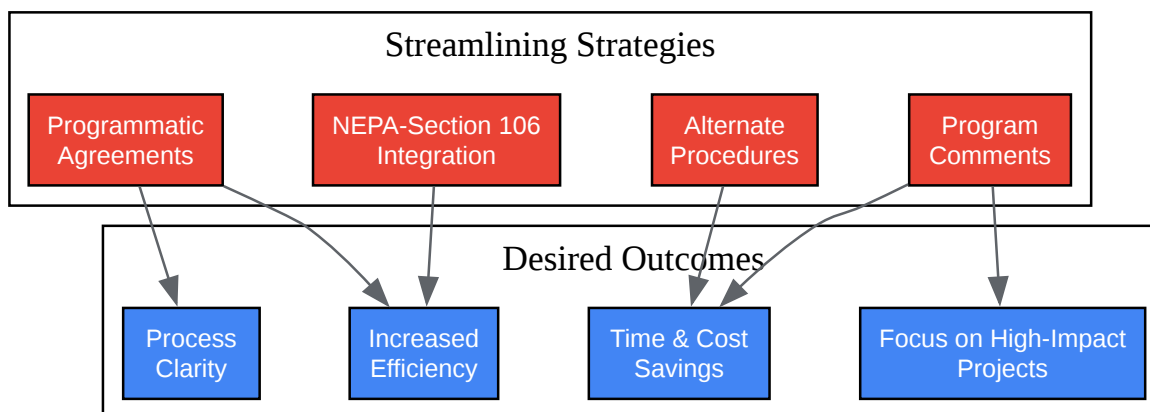 Streamlining Strategies
Programmatic
Agreements
NEPA-Section 106
Integration
Alternate
Procedures
Program
Comments
Desired Outcomes
Process
Clarity
Increased
Efficiency
Time & Cost
Savings
Focus on High-Impact
Projects